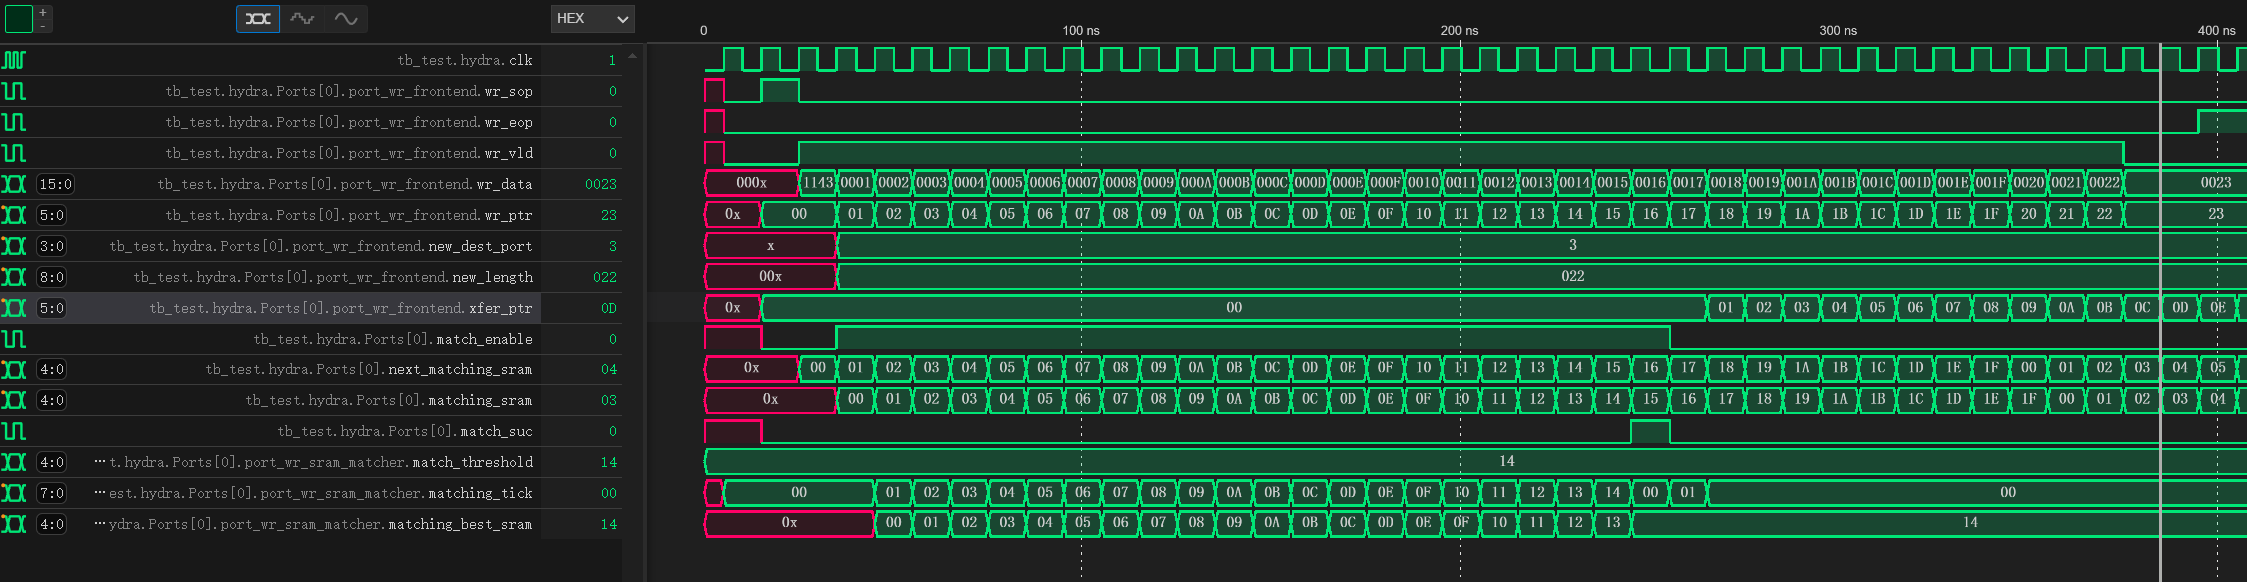 +
-
HEX
0 100 ns 200 ns 300 ns 400 ns
tb_test.hydra.clk 1
tb_test.hydra.Ports[0].port_wr_frontend.wr_sop 0
tb_test.hydra.Ports[0].port_wr_frontend.wr_eop 0
tb_test.hydra.Ports[0].port_wr_frontend.wr_vld 0
15:0 tb_test.hydra.Ports[0].port_wr_frontend.wr_data 0023 000x 1143 0001 0002 0003 0004 0005 0006 0007 0008 0009 000A 000B 000C 000D 000E 000F 0010 0011 0012 0013 0014 0015 0016 0017 0018 0019 001A 001B 001C 001D 001E 001F 0020 0021 0022 0023
5:0 tb_test.hydra.Ports[0].port_wr_frontend.wr_ptr 23 0x 00 01 02 03 04 05 06 07 08 09 0A 0B 0C 0D 0E 0F 10 11 12 13 14 15 16 17 18 19 1A 1B 1C 1D 1E 1F 20 21 22 23
3:0 tb_test.hydra.Ports[0].port_wr_frontend.new_dest_port 3 x 3
8:0 tb_test.hydra.Ports[0].port_wr_frontend.new_length 022 00x 022
5:0 tb_test.hydra.Ports[0].port_wr_frontend.xfer_ptr 0D 0x 00 01 02 03 04 05 06 07 08 09 0A 0B 0C 0D 0E
tb_test.hydra.Ports[0].match_enable 0
4:0 tb_test.hydra.Ports[0].next_matching_sram 04 0x 00 01 02 03 04 05 06 07 08 09 0A 0B 0C 0D 0E 0F 10 11 12 13 14 15 16 17 18 19 1A 1B 1C 1D 1E 1F 00 01 02 03 04 05
4:0 tb_test.hydra.Ports[0].matching_sram 03 0x 00 01 02 03 04 05 06 07 08 09 0A 0B 0C 0D 0E 0F 10 11 12 13 14 15 16 17 18 19 1A 1B 1C 1D 1E 1F 00 01 02 03 04
tb_test.hydra.Ports[0].match_suc 0
4:0 ···t.hydra.Ports[0].port_wr_sram_matcher.match_threshold 14 14
7:0 ···est.hydra.Ports[0].port_wr_sram_matcher.matching_tick 00 00 01 02 03 04 05 06 07 08 09 0A 0B 0C 0D 0E 0F 10 11 12 13 14 00 01 00
4:0 ···ydra.Ports[0].port_wr_sram_matcher.matching_best_sram 14 0x 00 01 02 03 04 05 06 07 08 09 0A 0B 0C 0D 0E 0F 10 11 12 13 14